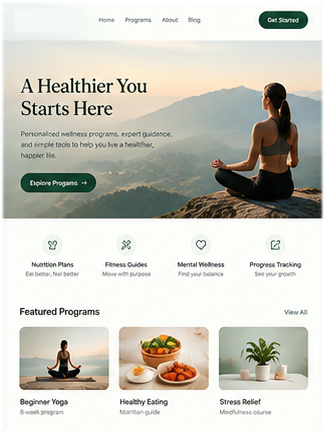 Home Programs About Blog Get Started
A Healthier You
Starts Here
Personalized wellness programs, expert guidance,
and simple tools to help you live a healthier,
happier life.
Explore Programs →
Nutrition Plans Fitness Guides Mental Wellness Progress Tracking
Eat better, feel better Move with purpose Find your balance See your growth
Featured Programs View All
Beginner Yoga Healthy Eating Stress Relief
8-week program Nutrition guide Mindfulness course